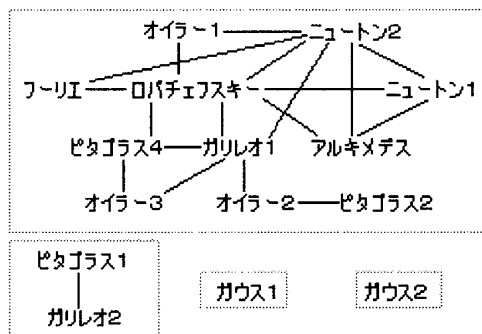 オイラー1 ニュートン2
フーリエ ロバチェフスキー ニュートン1
ピタゴラス4 ガリレオ1 アルキメデス
オイラー3 オイラー2 ピタゴラス2
ピタゴラス1
ガウス1 ガウス2
ガリレオ2